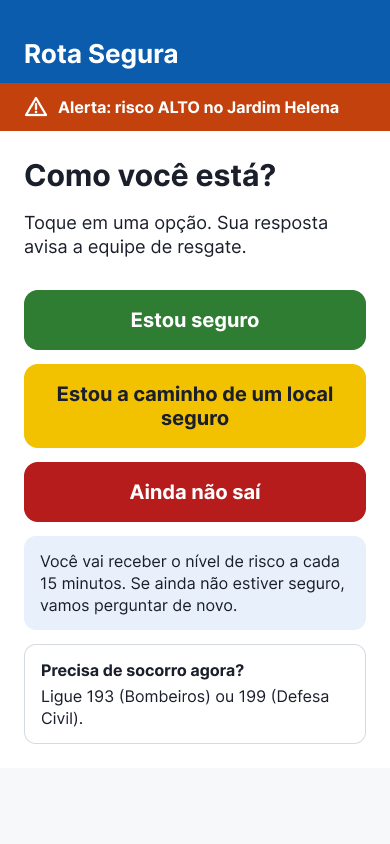 Rota Segura
Alerta: risco ALTO no Jardim Helena
Como você está?
Toque em uma opção. Sua resposta
avisa a equipe de resgate.
Estou seguro
Estou a caminho de um local
seguro
Ainda não saí
Você vai receber o nível de risco a cada
15 minutos. Se ainda não estiver seguro,
vamos perguntar de novo.
Precisa de socorro agora?
Ligue 193 (Bombeiros) ou 199 (Defesa
Civil).